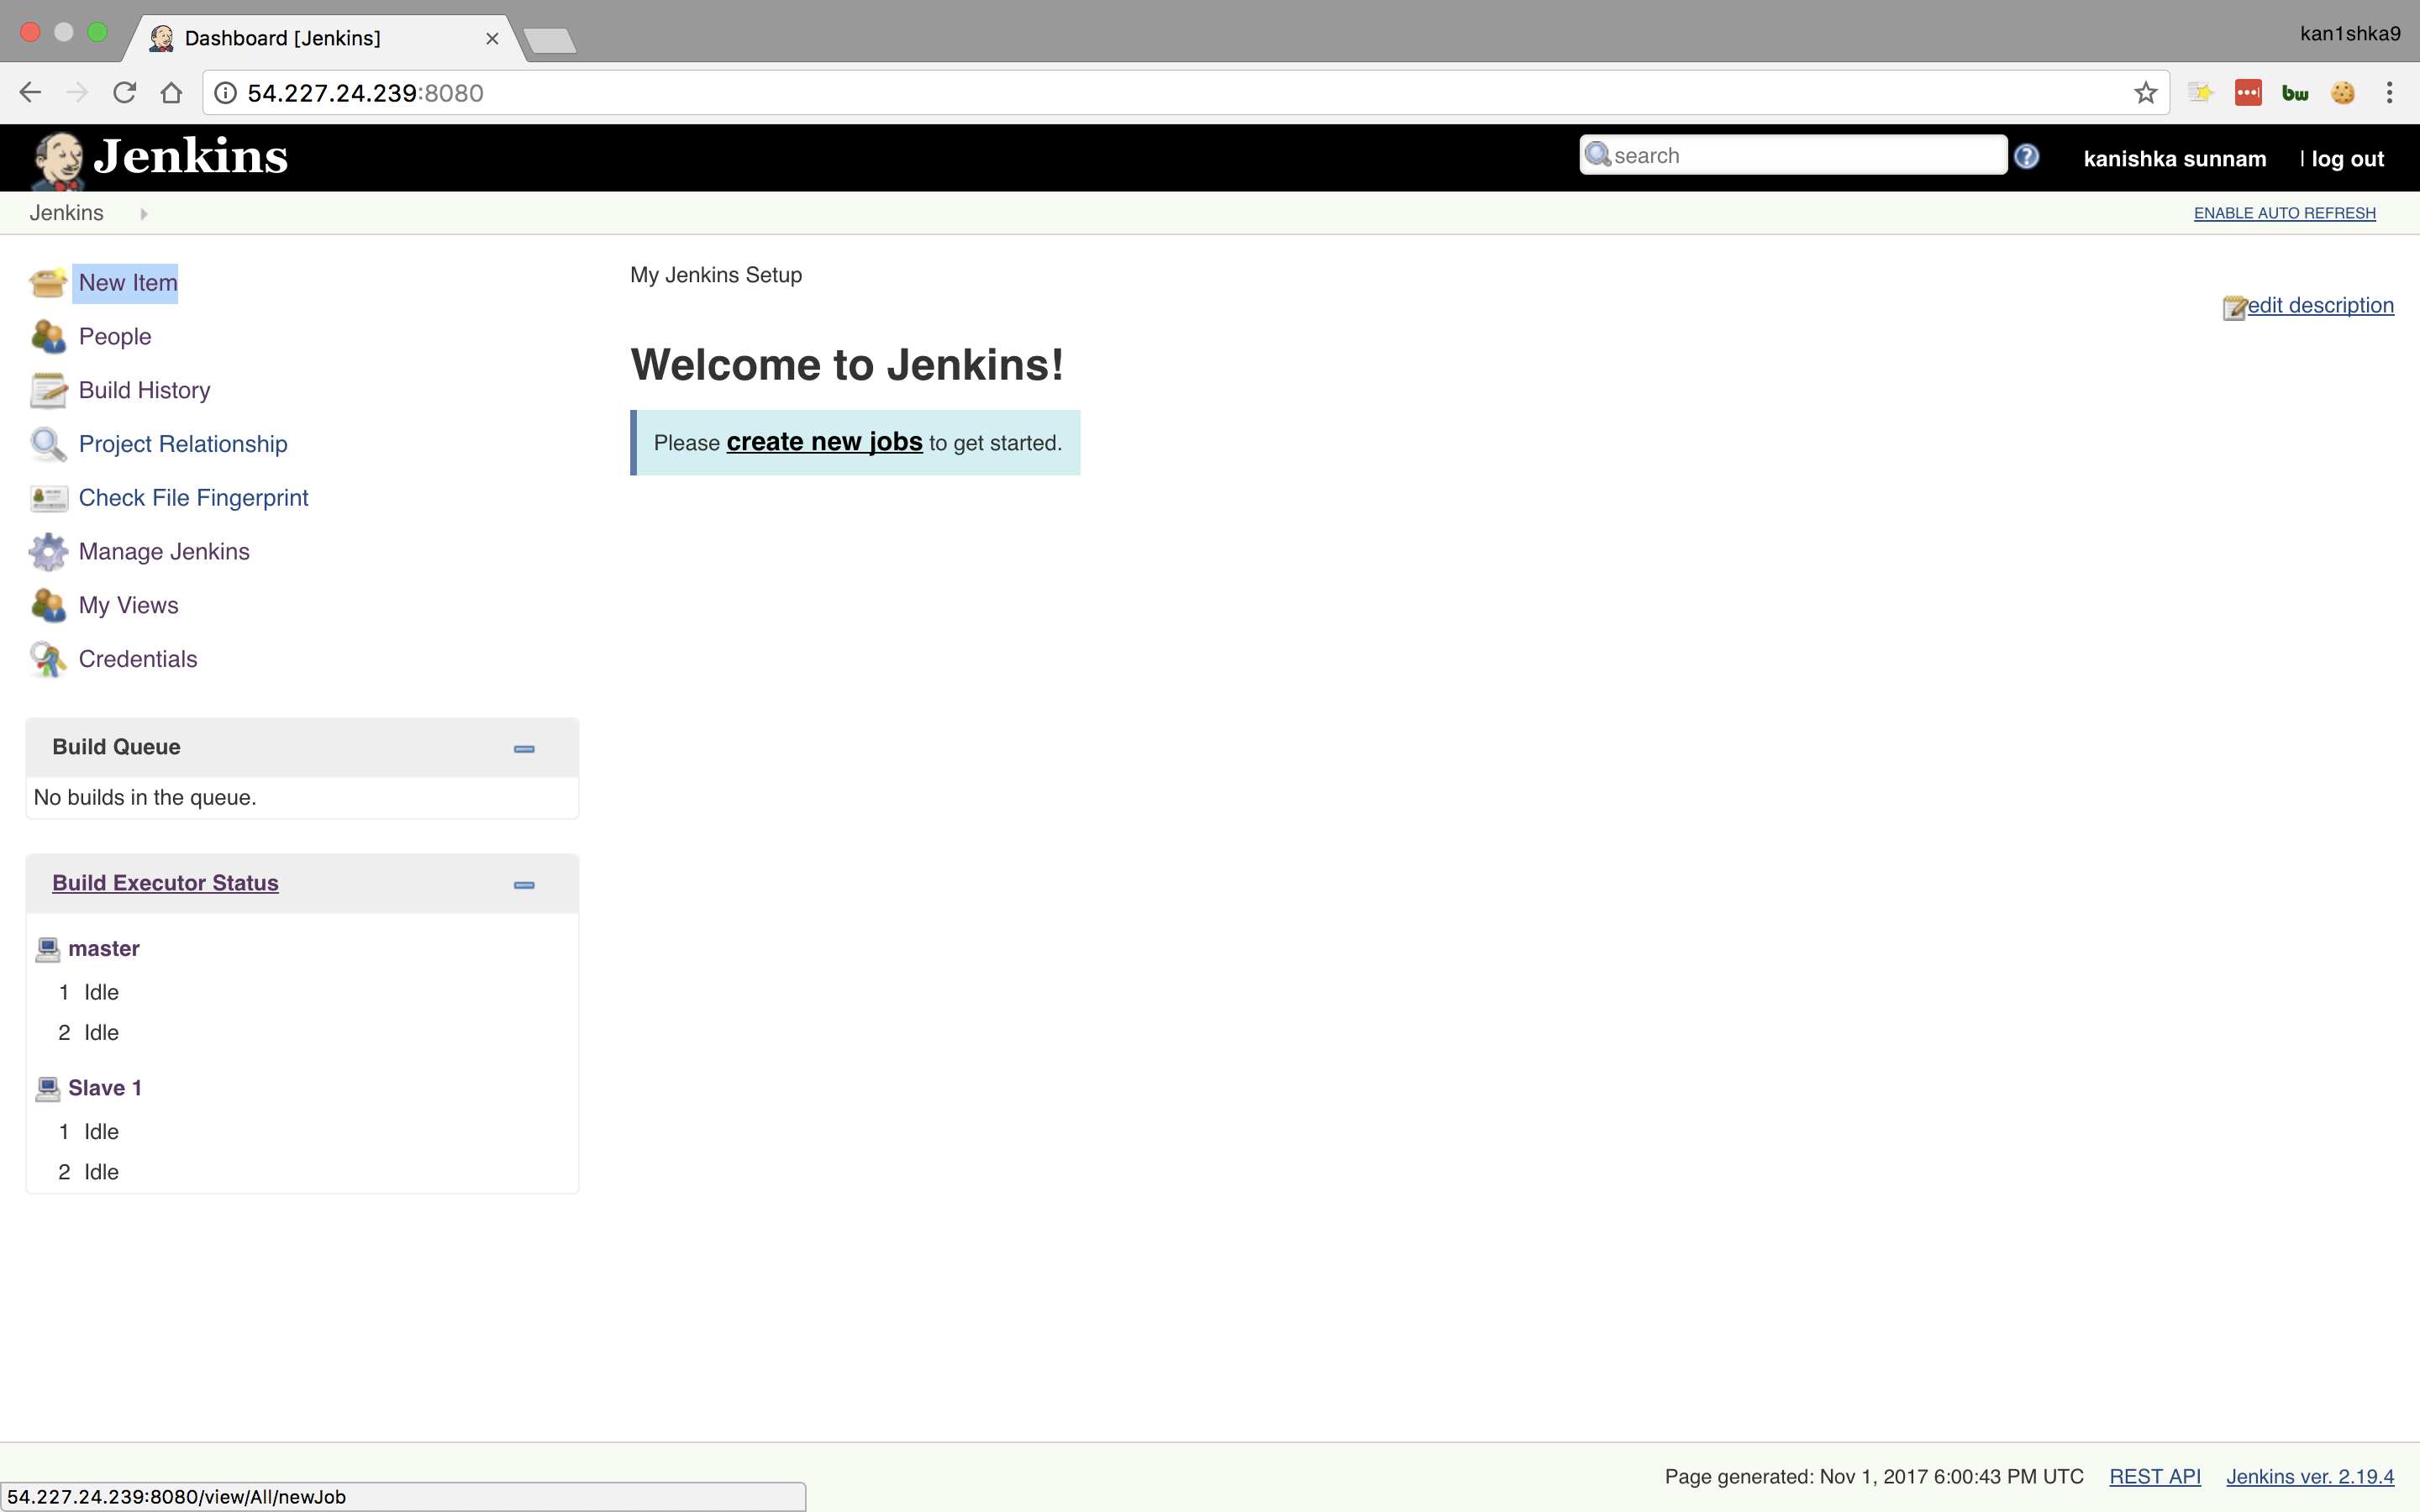 Dashboard [Jenkins]
kan1shka9
54.227.24.239:8080
bw
Jenkins
search
kanishka sunnam | log out
Jenkins
ENABLE AUTO REFRESH
New Item
People
Build History
Project Relationship
Check File Fingerprint
Manage Jenkins
My Views
Credentials
My Jenkins Setup
edit description
Welcome to Jenkins!
Please create new jobs to get started.
Build Queue
No builds in the queue.
Build Executor Status
master
1 Idle
2 Idle
Slave 1
1 Idle
2 Idle
Page generated: Nov 1, 2017 6:00:43 PM UTC REST API Jenkins ver. 2.19.4
54.227.24.239:8080/view/All/newJob